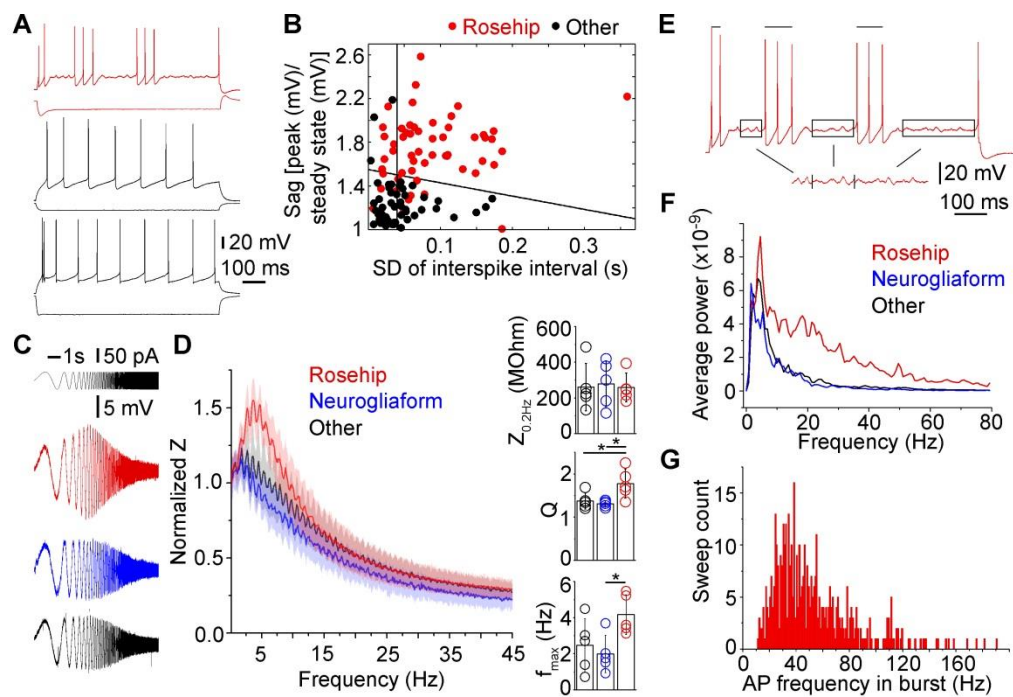 A
20 mV
100 ms
B
Rosehip Other
Sag [peak (mV)/
steady state (mV)]
2.6
2.2
1.8
1.4
1
0.1 0.2 0.3
SD of interspike interval (s)
C
1s 50 pA
5 mV
D
Rosehip
Neurogliaform
Other
Normalized Z
1.5
1.0
0.5
0.0
5 15 25 35 45
Frequency (Hz)
Z0.2Hz (MOhm)
600
400
200
0
* *
Q
2
1
0
*
fmax (Hz)
6
4
2
0
E
20 mV
100 ms
F
Rosehip
Neurogliaform
Other
Average power (x10-9)
10
8
6
4
2
0
0 20 40 60 80
Frequency (Hz)
G
Sweep count
15
10
5
0
0 40 80 120 160
AP frequency in burst (Hz)